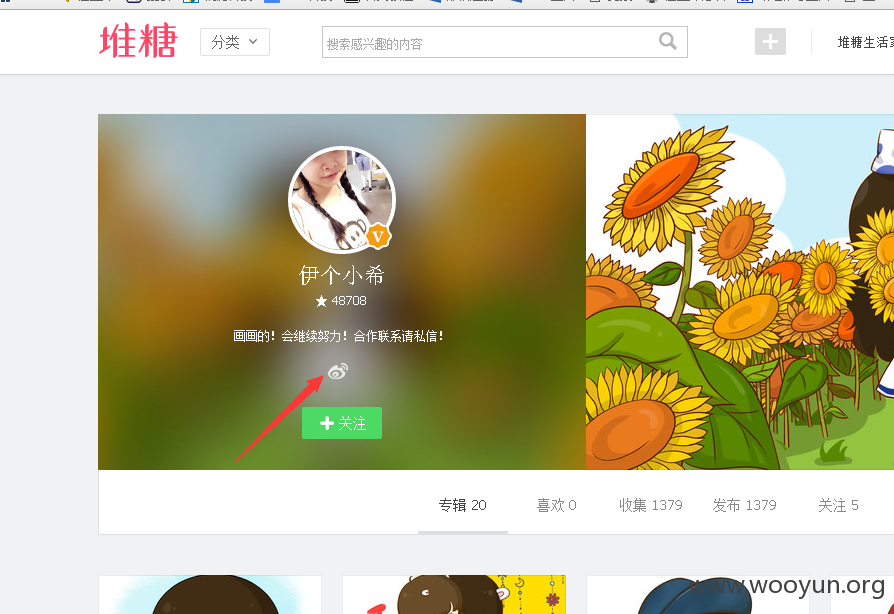 堆糖
分类
搜索感兴趣的内容
堆糖生活家
V
伊个小希
★ 48708
画画的！会继续努力！合作联系请私信！
+ 关注
专辑 20
喜欢 0
收集 1379
发布 1379
关注 5
www.wooyun.org